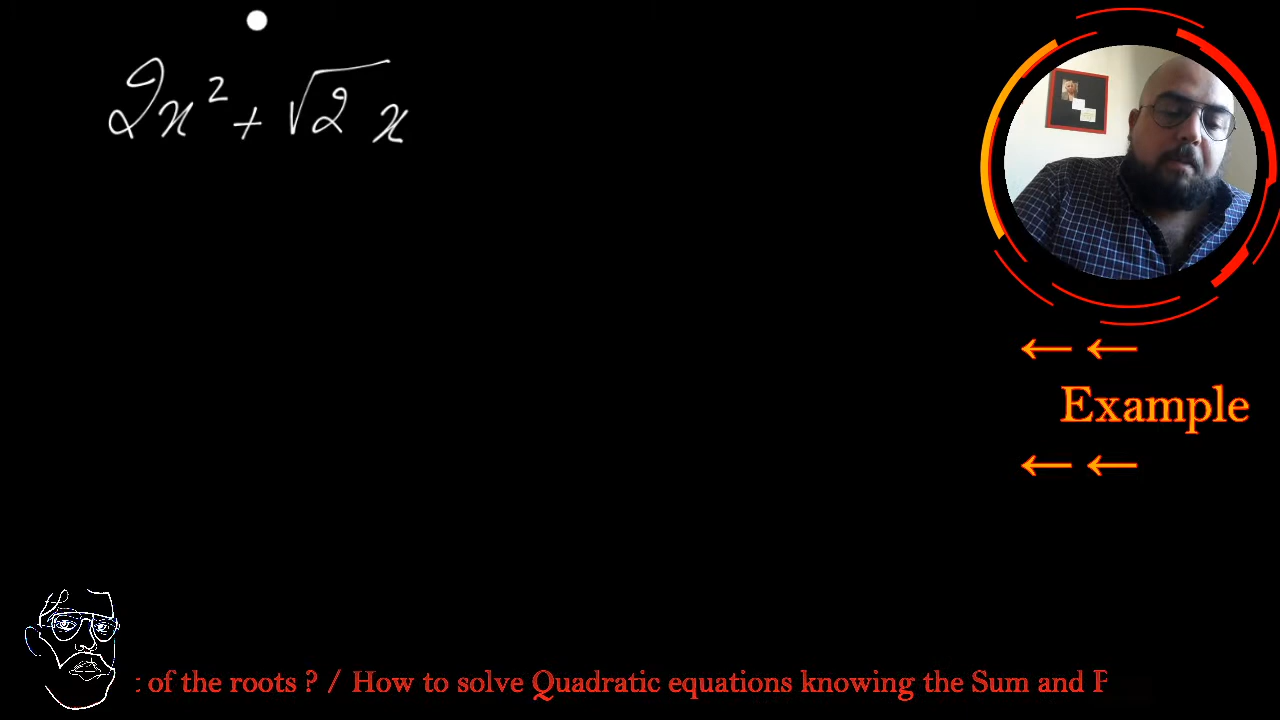 2x² + √2 x
← ←
Example
← ←
of the roots ? / How to solve Quadratic equations knowing the Sum and